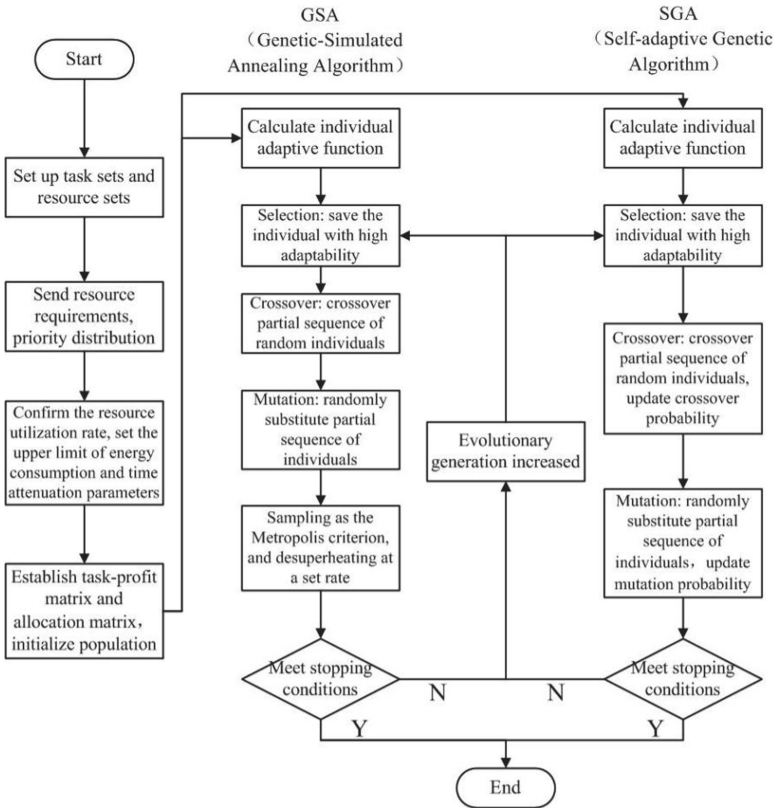 Start
Set up task sets and
resource sets
Send resource
requirements,
priority distribution
Confirm the resource
utilization rate, set the
upper limit of energy
consumption and time
attenuation parameters
Establish task-profit
matrix and
allocation matrix，
initialize population
GSA
（Genetic-Simulated
Annealing Algorithm）
Calculate individual
adaptive function
Selection: save the
individual with high
adaptability
Crossover: crossover
partial sequence of
random individuals
Mutation: randomly
substitute partial
sequence of
individuals
Sampling as the
Metropolis criterion,
and desuperheating at
a set rate
Meet stopping
conditions
N
Y
Evolutionary
generation increased
SGA
（Self-adaptive Genetic
Algorithm）
Calculate individual
adaptive function
Selection: save the
individual with high
adaptability
Crossover: crossover
partial sequence of
random individuals,
update crossover
probability
Mutation: randomly
substitute partial
sequence of
individuals，update
mutation probability
Meet stopping
conditions
N
Y
End